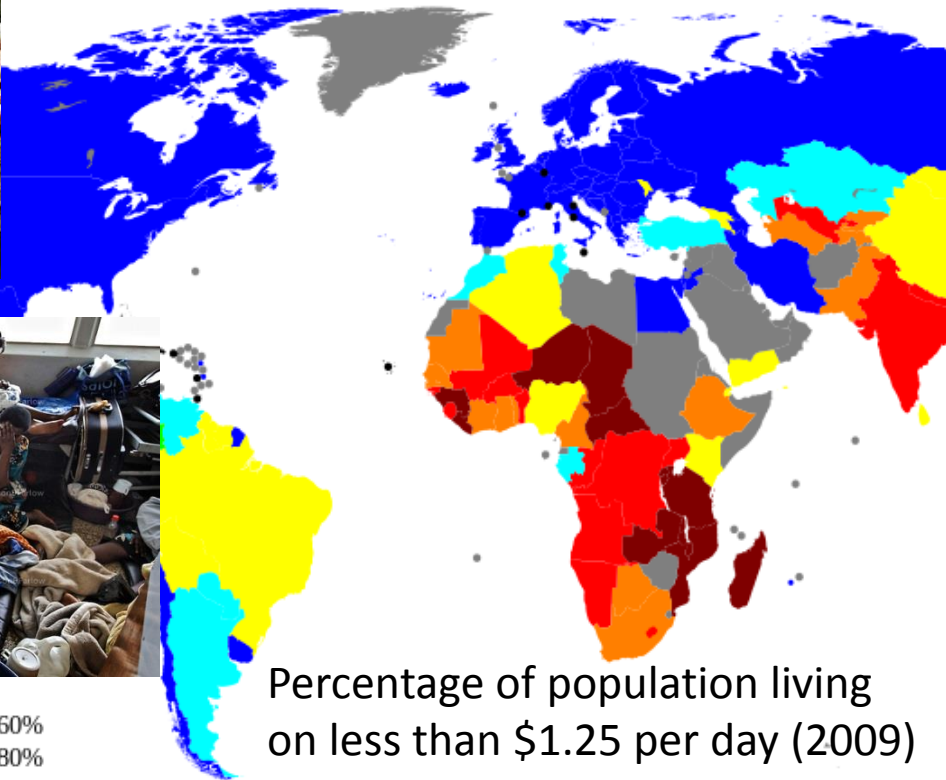 Percentage of population living
on less than $1.25 per day (2009)
60%
80%